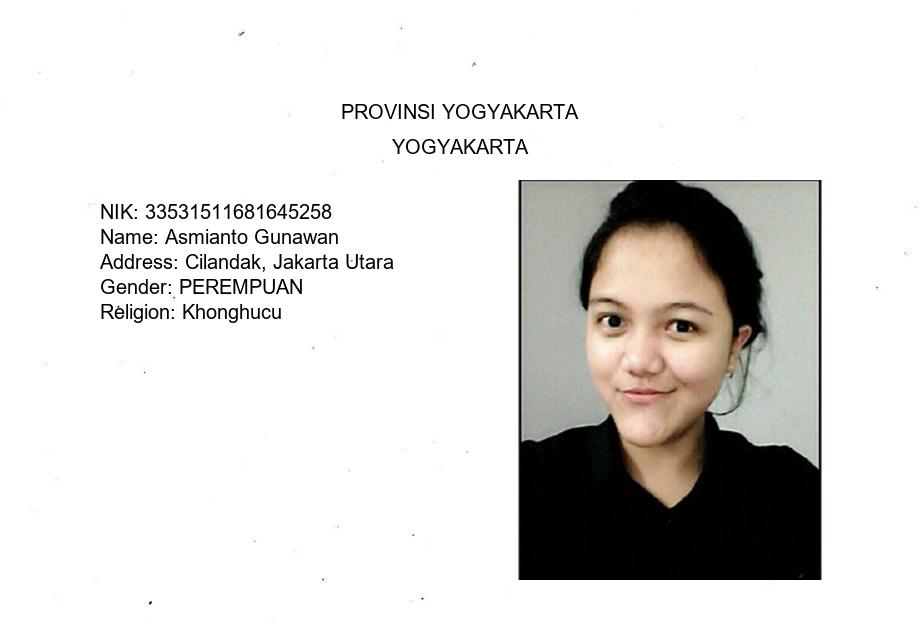 PROVINSI YOGYAKARTA
YOGYAKARTA
NIK: 33531511681645258
Name: Asmianto Gunawan
Address: Cilandak, Jakarta Utara
Gender: PEREMPUAN
Religion: Khonghucu